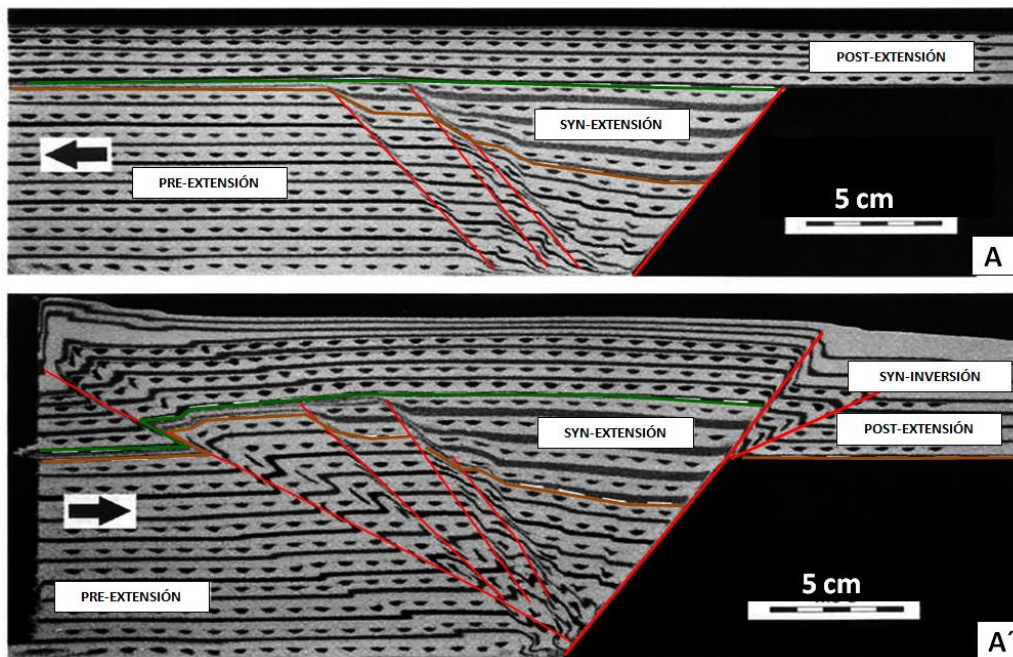 POST-EXTENSIÓN
SYN-EXTENSIÓN
PRE-EXTENSIÓN
5 cm
A
SYN-INVERSIÓN
SYN-EXTENSIÓN
POST-EXTENSIÓN
PRE-EXTENSIÓN
5 cm
A´